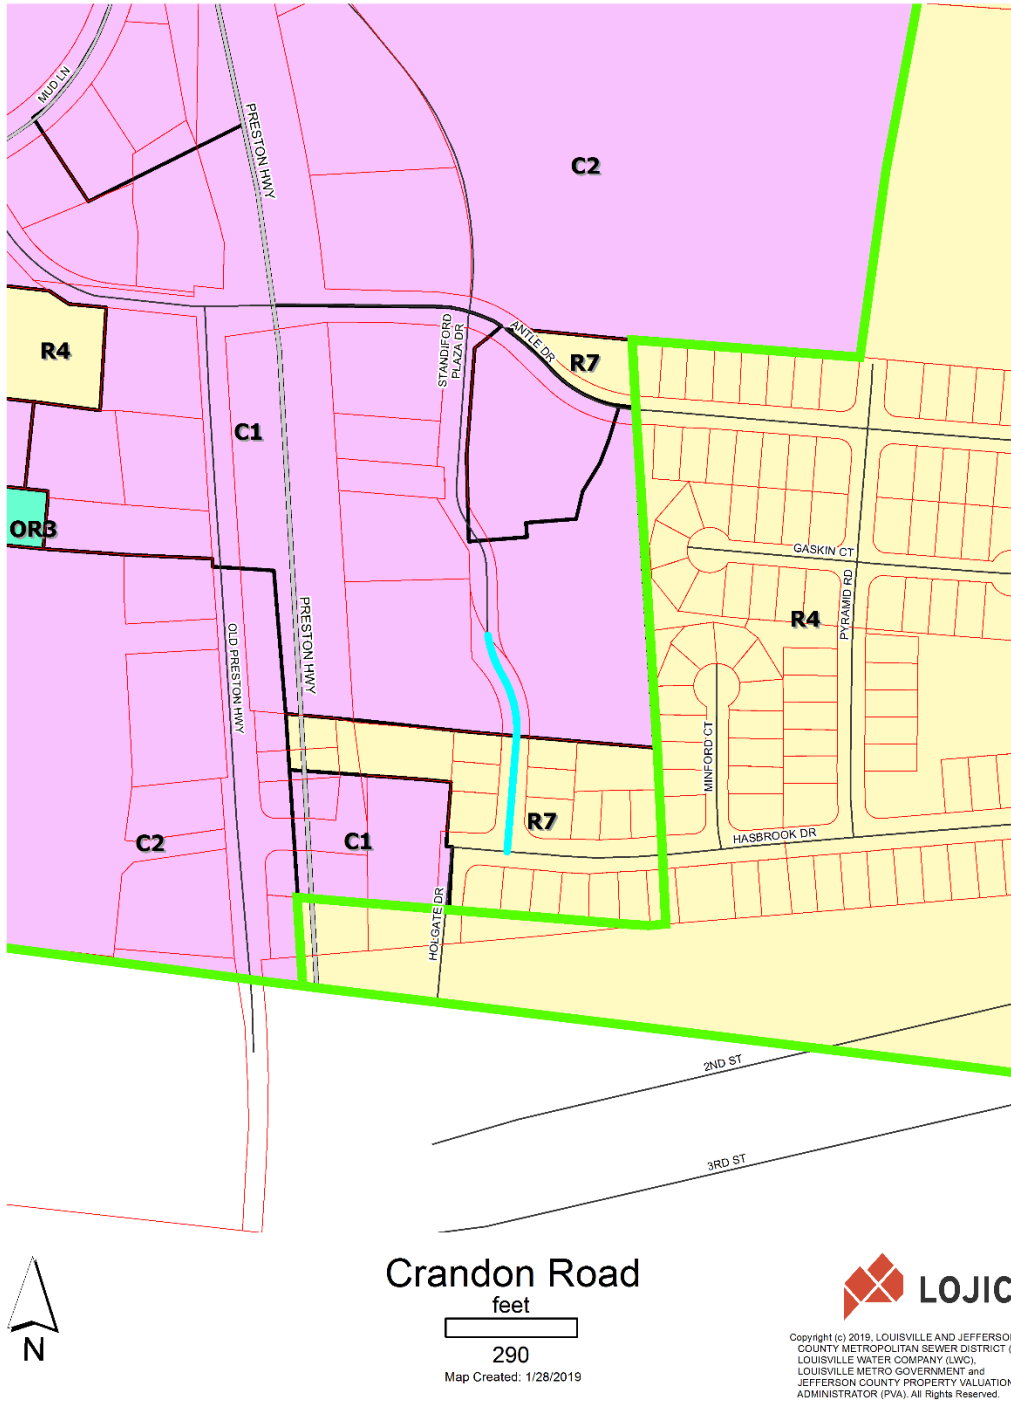 MUD LN
PRESTON HWY
C2
STANDIFORD
PLAZA DR
ANTLE DR
R4
R7
C1
OR3
GASKIN CT
PYRAMID RD
R4
OLD PRESTON HWY
PRESTON HWY
MINFORD CT
R7
HASBROOK DR
C2
C1
HOLGATE DR
2ND ST
3RD ST
N
Crandon Road
feet
290
Map Created: 1/28/2019
LOJIC
Copyright (c) 2019, LOUISVILLE AND JEFFERSO
COUNTY METROPOLITAN SEWER DISTRICT (
LOUISVILLE WATER COMPANY (LWC),
LOUISVILLE METRO GOVERNMENT and
JEFFERSON COUNTY PROPERTY VALUATION
ADMINISTRATOR (PVA). All Rights Reserved.